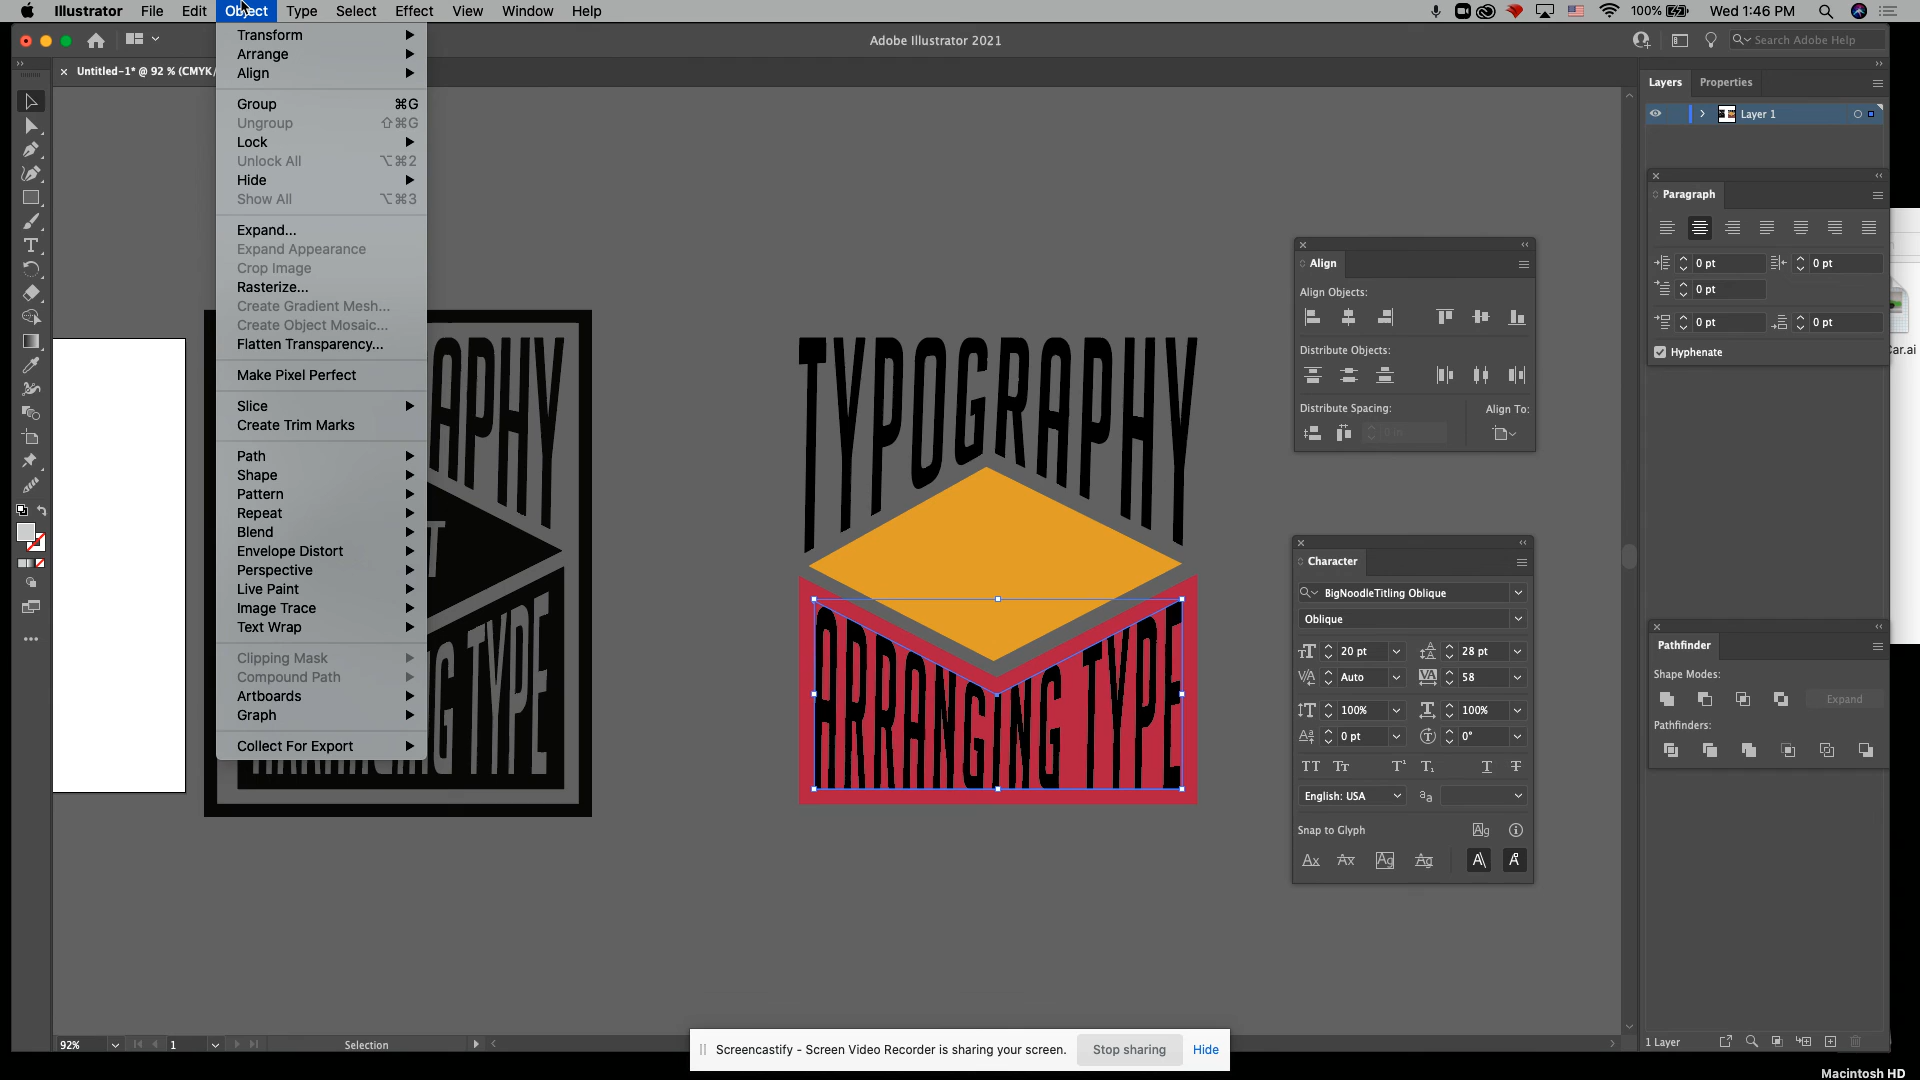 Illustrator File Edit Object Type Select Effect View Window Help
100% Wed 1:46 PM
Adobe Illustrator 2021
Search Adobe Help
× Untitled-1* @ 92 % (CMYK/
Transform
Arrange
Align
Group ⌘G
Ungroup ⇧⌘G
Lock
Unlock All ⌥⌘2
Hide
Show All ⌥⌘3
Expand...
Expand Appearance
Crop Image
Rasterize...
Create Gradient Mesh...
Create Object Mosaic...
Flatten Transparency...
Make Pixel Perfect
Slice
Create Trim Marks
Path
Shape
Pattern
Repeat
Blend
Envelope Distort
Perspective
Live Paint
Image Trace
Text Wrap
Clipping Mask
Compound Path
Artboards
Graph
Collect For Export
APHY
T
G TYPE
TYPOGRAPHY
ARRANGING TYPE
Align
Align Objects:
Distribute Objects:
Distribute Spacing:
Align To:
0 in
Character
BigNoodleTitling Oblique
Oblique
20 pt 28 pt
Auto 58
100% 100%
0 pt 0°
English: USA
Snap to Glyph
Layers Properties
Layer 1
Paragraph
0 pt 0 pt
0 pt
0 pt 0 pt
Hyphenate
Car.ai
Pathfinder
Shape Modes:
Expand
Pathfinders:
92% 1 Selection
1 Layer
Screencastify - Screen Video Recorder is sharing your screen. Stop sharing Hide
Macintosh HD